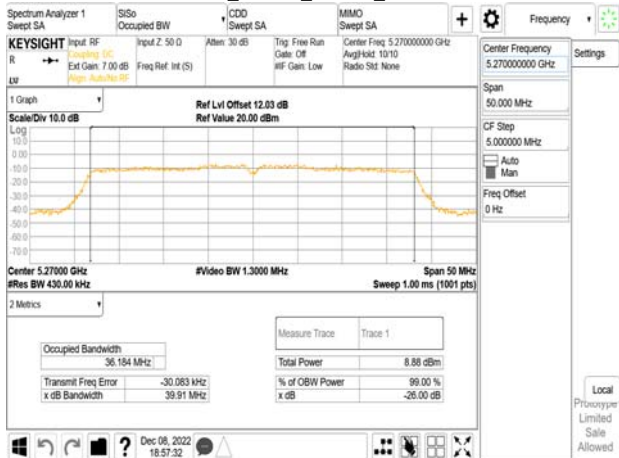 Spectrum Analyzer 1
Swept SA
SISo
Occupied BW
CDD
Swept SA
MIMO
Swept SA
+
Frequency
KEYSIGHT
R
LXI
Input: RF
Coupling: DC
Ext Gain: 7.00 dB
Align: Auto/No RF
Input Z: 50 Ω
Freq Ref: Int (S)
Atten: 30 dB
Trig: Free Run
Gate: Off
#IF Gain: Low
Center Freq: 5.270000000 GHz
Avg|Hold: 10/10
Radio Std: None
Center Frequency
5.270000000 GHz
Settings
Span
50.000 MHz
CF Step
5.000000 MHz
Auto
Man
Freq Offset
0 Hz
1 Graph
Scale/Div 10.0 dB
Ref Lvl Offset 12.03 dB
Ref Value 20.00 dBm
Log
10.0
0.00
-10.0
-20.0
-30.0
-40.0
-50.0
-60.0
-70.0
Center 5.27000 GHz
#Res BW 430.00 kHz
#Video BW 1.3000 MHz
Span 50 MHz
Sweep 1.00 ms (1001 pts)
2 Metrics
Measure Trace
Trace 1
Occupied Bandwidth
36.184 MHz
Total Power
8.88 dBm
Transmit Freq Error
-30.083 kHz
% of OBW Power
99.00 %
x dB Bandwidth
39.91 MHz
x dB
-26.00 dB
Local
Prototype
Limited
Sale
Allowed
?
Dec 08, 2022
18:57:32